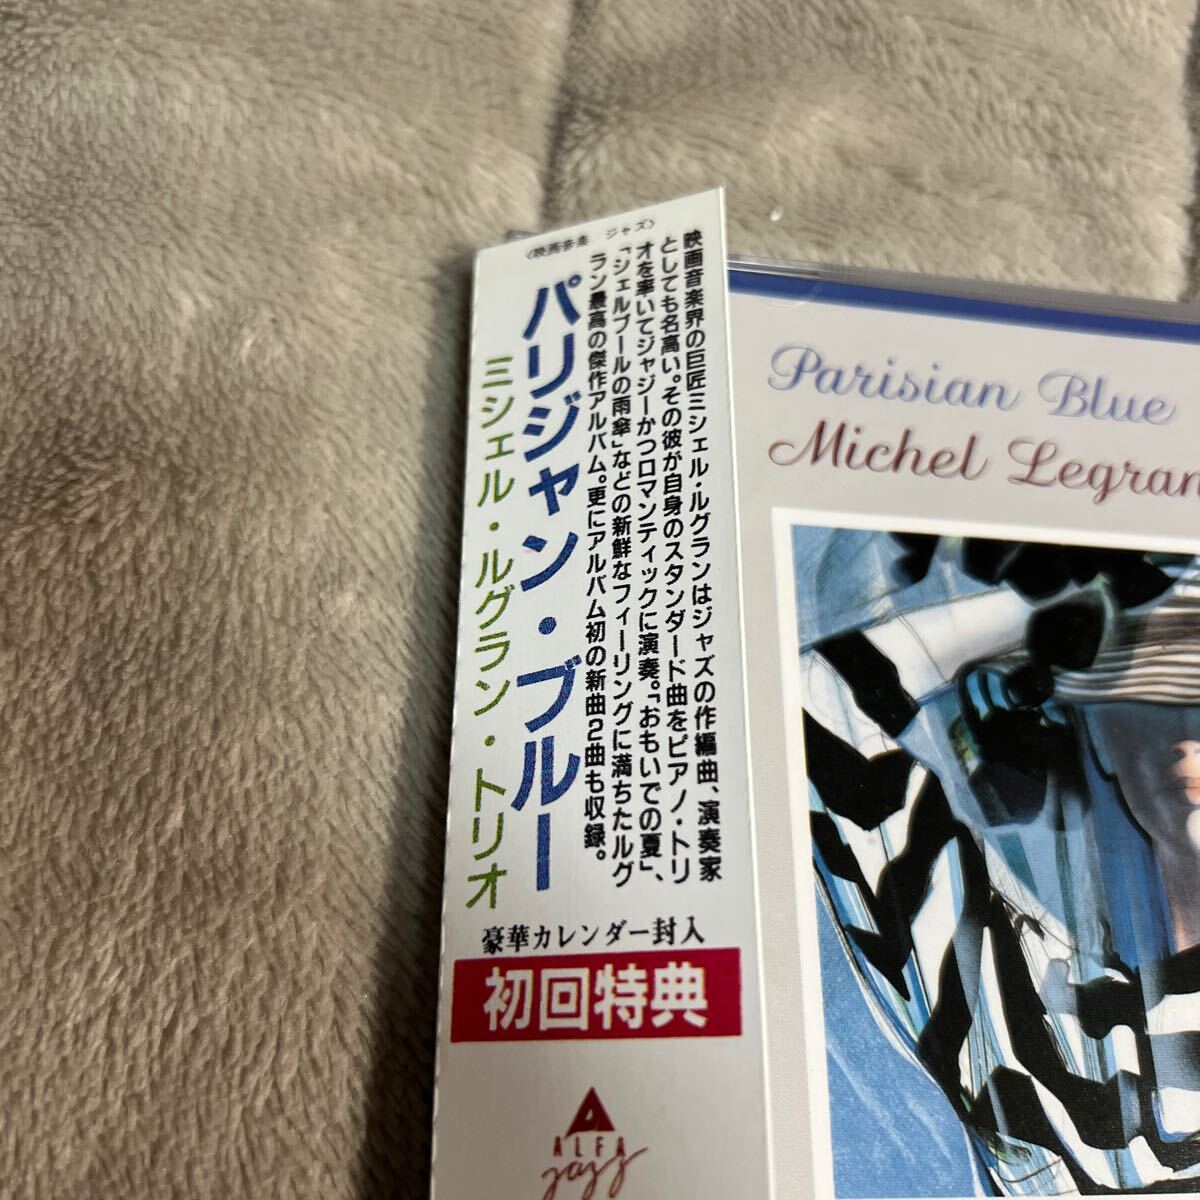 〈映画音楽 ジャズ〉
パリジャン・ブルー
ミシェル・ルグラン・トリオ
映画音楽界の巨匠ミシェル・ルグランはジャズの作編曲、演奏家
としても名高い。その彼が自身のスタンダード曲をピアノ・トリ
オを率いてジャジーかつロマンティックに演奏。「おもいでの夏」、
「シェルブールの雨傘」などの新鮮なフィーリングに満ちたルグ
ラン最高の傑作アルバム。更にアルバム初の新曲2曲も収録。
豪華カレンダー封入
初回特典
ALFA
jazz
Parisian Blue
Michel Legran